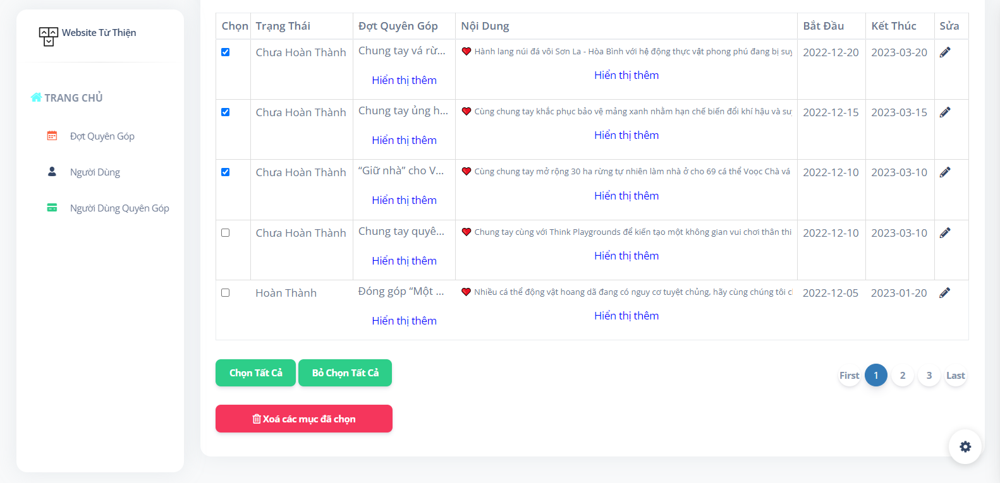 Website Từ Thiện
TRANG CHỦ
Đợt Quyên Góp
Người Dùng
Người Dùng Quyên Góp
Chọn Trạng Thái Đợt Quyên Góp Nội Dung Bắt Đầu Kết Thúc Sửa
Chưa Hoàn Thành Chung tay vá rừ... Hành lang núi đá vôi Sơn La - Hòa Bình với hệ động thực vật phong phú đang bị suy 2022-12-20 2023-03-20
Hiển thị thêm Hiển thị thêm
Chưa Hoàn Thành Chung tay ủng h... Cùng chung tay khắc phục bảo vệ mảng xanh nhằm hạn chế biến đổi khí hậu và suy 2022-12-15 2023-03-15
Hiển thị thêm Hiển thị thêm
Chưa Hoàn Thành “Giữ nhà” cho V... Cùng chung tay mở rộng 30 ha rừng tự nhiên làm nhà ở cho 69 cá thể Voọc Chà vá 2022-12-10 2023-03-10
Hiển thị thêm Hiển thị thêm
Chưa Hoàn Thành Chung tay quyê... Chung tay cùng với Think Playgrounds để kiến tạo một không gian vui chơi thân thi 2022-12-10 2023-03-10
Hiển thị thêm Hiển thị thêm
Hoàn Thành Đóng góp “Một ... Nhiều cá thể động vật hoang dã đang có nguy cơ tuyệt chủng, hãy cùng chúng tôi 2022-12-05 2023-01-20
Hiển thị thêm Hiển thị thêm
Chọn Tất Cả Bỏ Chọn Tất Cả First 1 2 3 Last
Xoá các mục đã chọn